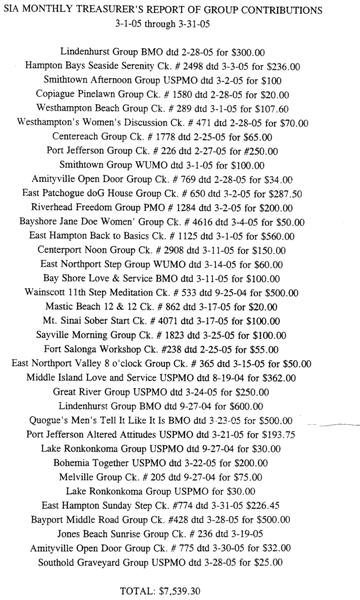 SIA MONTHLY TREASURER'S REPORT OF GROUP CONTRIBUTIONS
3-1-05 through 3-31-05
Lindenhurst Group BMO dtd 2-28-05 for $300.00
Hampton Bays Seaside Serenity Ck. # 2498 dtd 3-3-05 for $236.00
Smithtown Afternoon Group USPMO dtd 3-2-05 for $100
Copiague Pinelawn Group Ck. # 1580 dtd 2-28-05 for $20.00
Westhampton Beach Group Ck. # 289 dtd 3-1-05 for $107.60
Westhampton's Women's Discussion Ck. # 471 dtd 2-28-05 for $70.00
Centereach Group Ck. # 1778 dtd 2-25-05 for $65.00
Port Jefferson Group Ck. # 226 dtd 2-27-05 for #250.00
Smithtown Group WUMO dtd 3-1-05 for $100.00
Amityville Open Door Group Ck. # 769 dtd 2-28-05 for $34.00
East Patchogue doG House Group Ck. # 650 dtd 3-2-05 for $287.50
Riverhead Freedom Group PMO # 1284 dtd 3-2-05 for $200.00
Bayshore Jane Doe Women' Group Ck. # 4616 dtd 3-4-05 for $50.00
East Hampton Back to Basics Ck. # 1125 dtd 3-1-05 for $560.00
Centerport Noon Group Ck. # 2908 dtd 3-11-05 for $150.00
East Northport Step Group WUMO dtd 3-14-05 for $60.00
Bay Shore Love & Service BMO dtd 3-11-05 for $100.00
Wainscott 11th Step Meditation Ck. # 533 dtd 9-25-04 for $500.00
Mastic Beach 12 & 12 Ck. # 862 dtd 3-17-05 for $20.00
Mt. Sinai Sober Start Ck. # 4071 dtd 3-17-05 for $100.00
Sayville Morning Group Ck. # 1823 dtd 3-25-05 for $100.00
Fort Salonga Workshop Ck. #238 dtd 2-25-05 for $55.00
East Northport Valley 8 o'clock Group Ck. # 365 dtd 3-15-05 for $50.00
Middle Island Love and Service USPMO dtd 8-19-04 for $362.00
Great River Group USPMO dtd 3-24-05 for $250.00
Lindenhurst Group BMO dtd 9-27-04 for $600.00
Quogue's Men's Tell It Like It Is BMO dtd 3-23-05 for $500.00
Port Jefferson Altered Attitudes USPMO dtd 3-21-05 for $193.75
Lake Ronkonkoma Group USPMO dtd 9-27-04 for $30.00
Bohemia Together USPMO dtd 3-22-05 for $200.00
Melville Group Ck. # 205 dtd 9-27-04 for $75.00
Lake Ronkonkoma Group USPMO for $30.00
East Hampton Sunday Step Ck. #774 dtd 3-31-05 $226.45
Bayport Middle Road Group Ck. #428 dtd 3-28-05 for $500.00
Jones Beach Sunrise Group Ck. # 236 dtd 3-19-05
Amityville Open Door Group Ck. # 775 dtd 3-30-05 for $32.00
Southold Graveyard Group USPMO dtd 3-28-05 for $25.00
TOTAL: $7,539.30